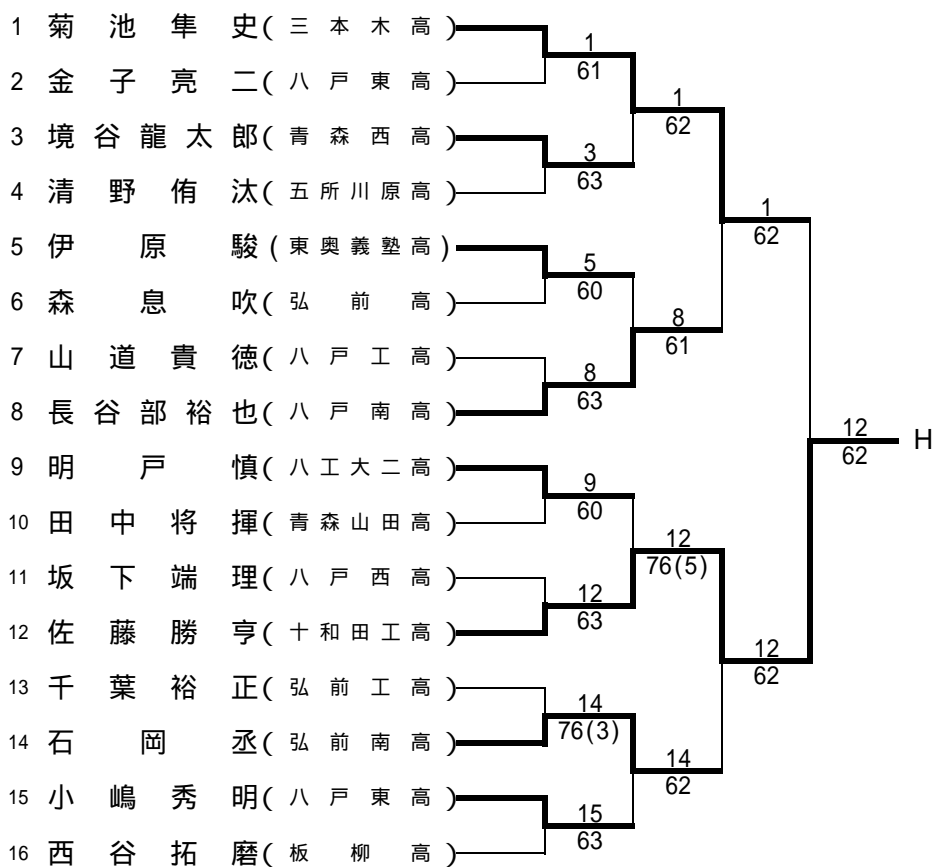 1 菊池隼史(三本木高)
2 金子亮二(八戸東高)
3 境谷龍太郎(青森西高)
4 清野侑汰(五所川原高)
5 伊原駿(東奥義塾高)
6 森息吹(弘前高)
7 山道貴徳(八戸工高)
8 長谷部裕也(八戸南高)
9 明戸慎(八工大二高)
10 田中将揮(青森山田高)
11 坂下端理(八戸西高)
12 佐藤勝亨(十和田工高)
13 千葉裕正(弘前工高)
14 石岡丞(弘前南高)
15 小嶋秀明(八戸東高)
16 西谷拓磨(板柳高)
1
61
3
63
5
60
8
63
9
60
12
63
14
76(3)
15
63
1
62
8
61
12
76(5)
14
62
1
62
12
62
12
62
H